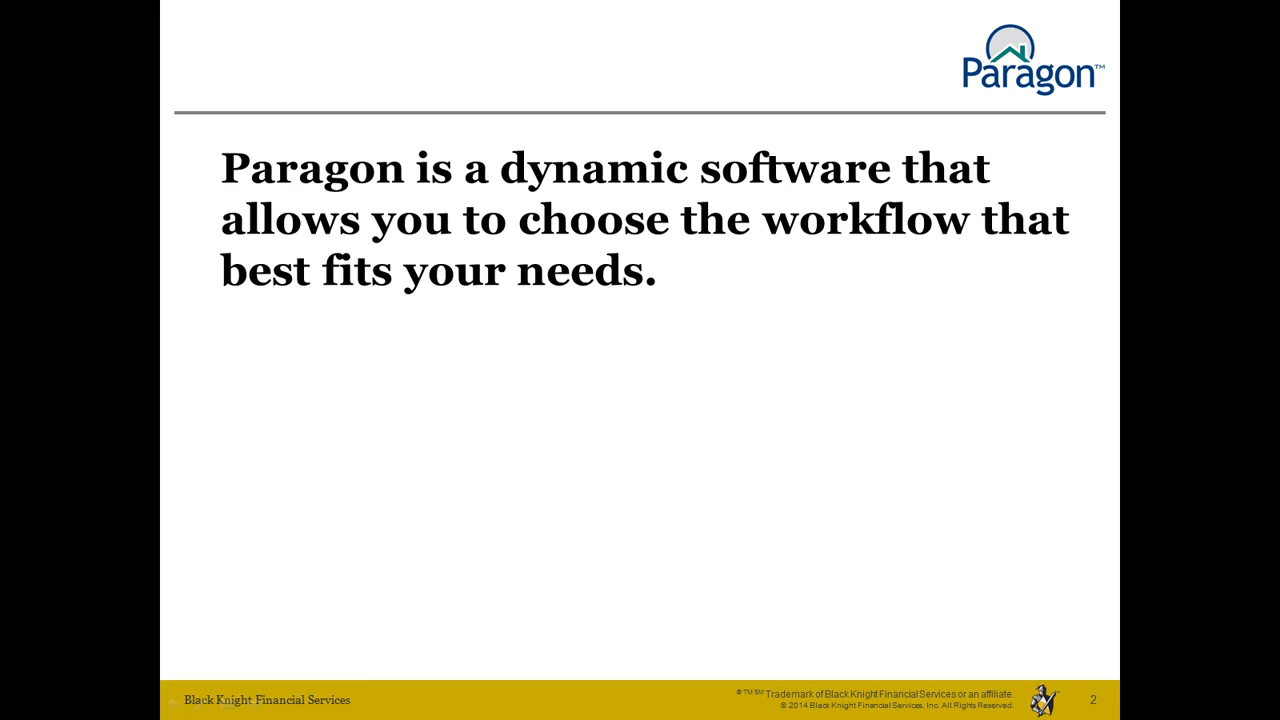 Paragon™
Paragon is a dynamic software that
allows you to choose the workflow that
best fits your needs.
Black Knight Financial Services
® TM SM Trademark of Black Knight Financial Services or an affiliate.
© 2014 Black Knight Financial Services, Inc. All Rights Reserved.
2